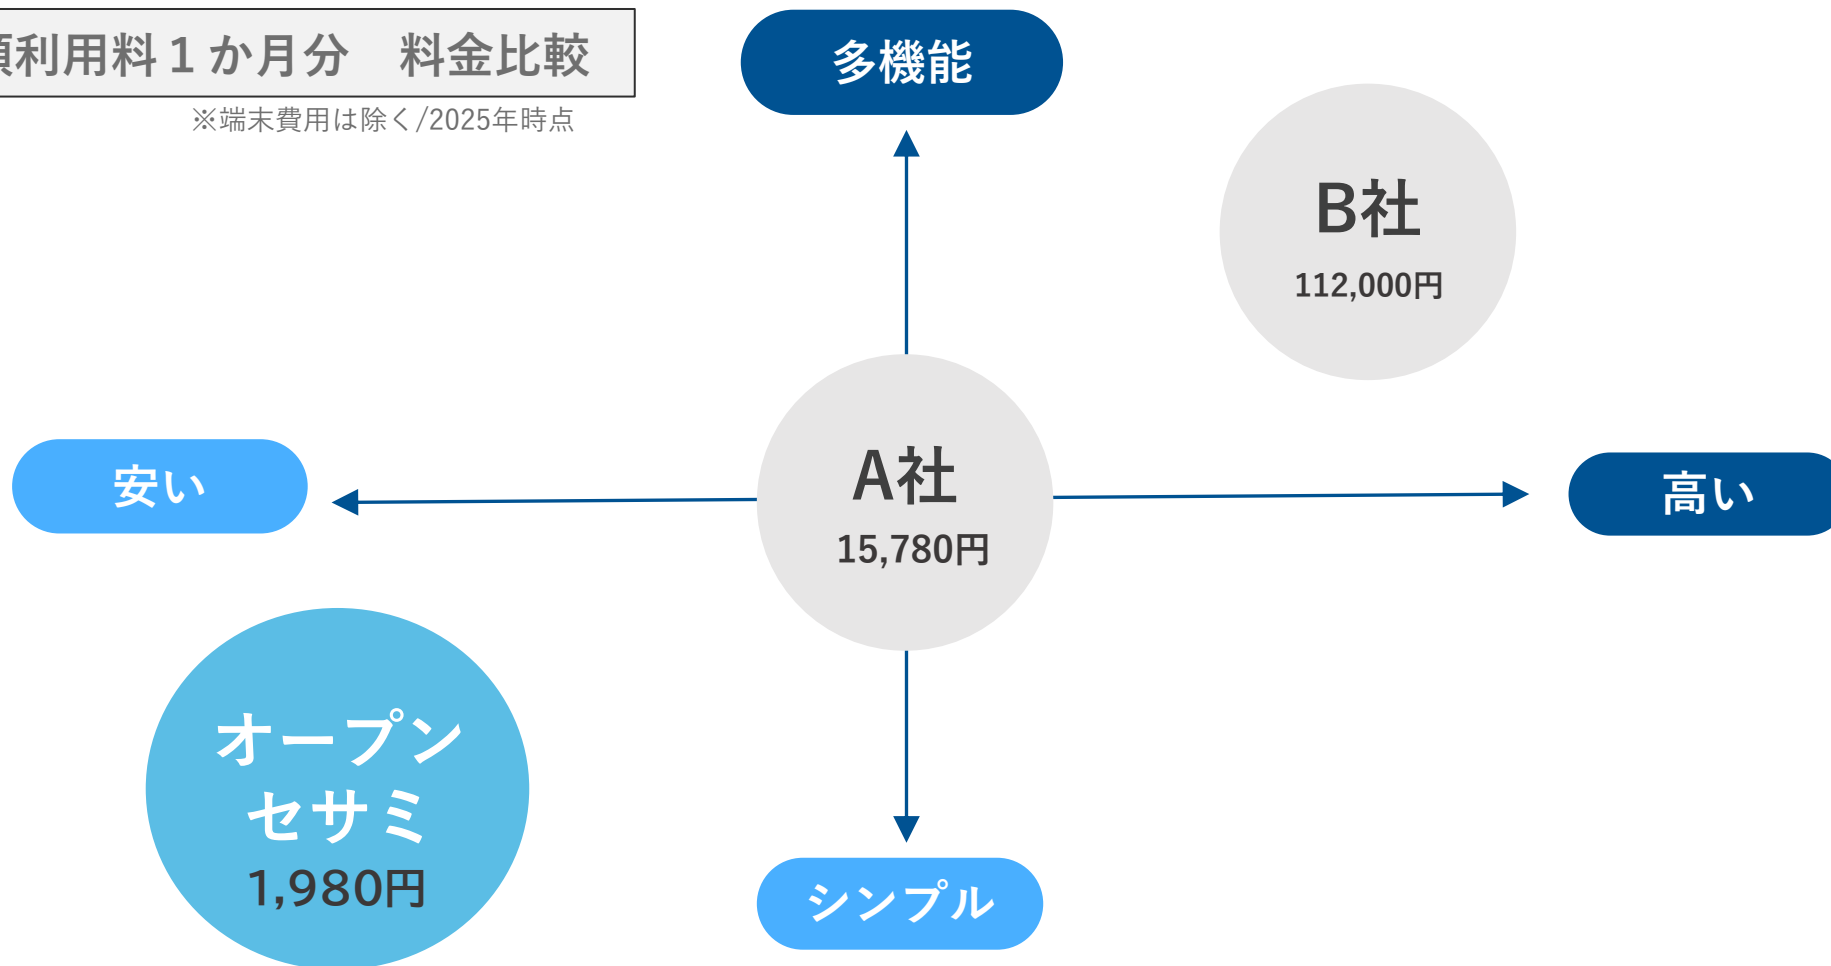 額利用料１か月分　料金比較
※端末費用は除く/2025年時点
多機能
B社
112,000円
安い
A社
15,780円
高い
オープン
セサミ
1,980円
シンプル